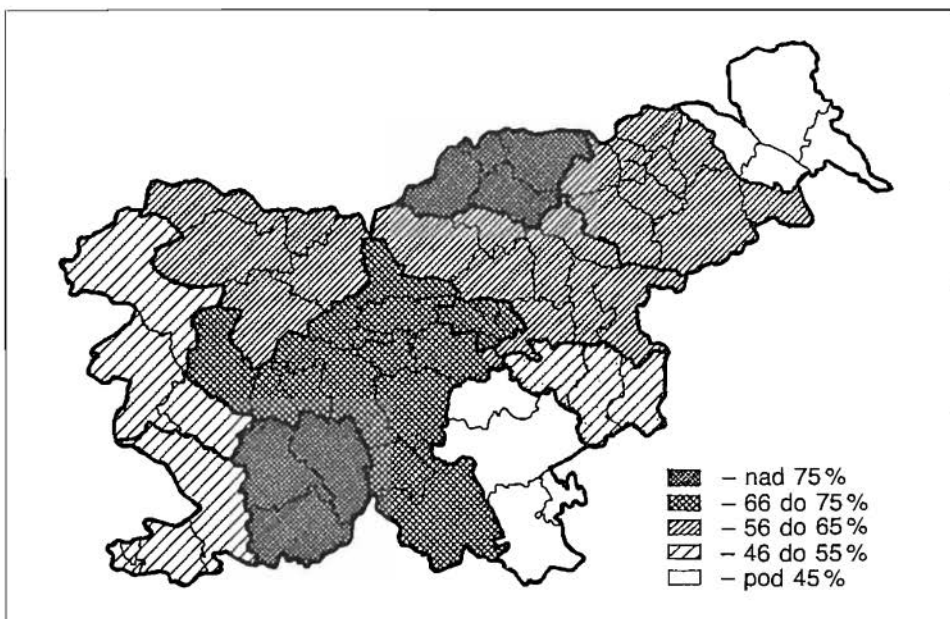 – nad 75 %
– 66 do 75 %
– 56 do 65 %
– 46 do 55 %
– pod 45 %